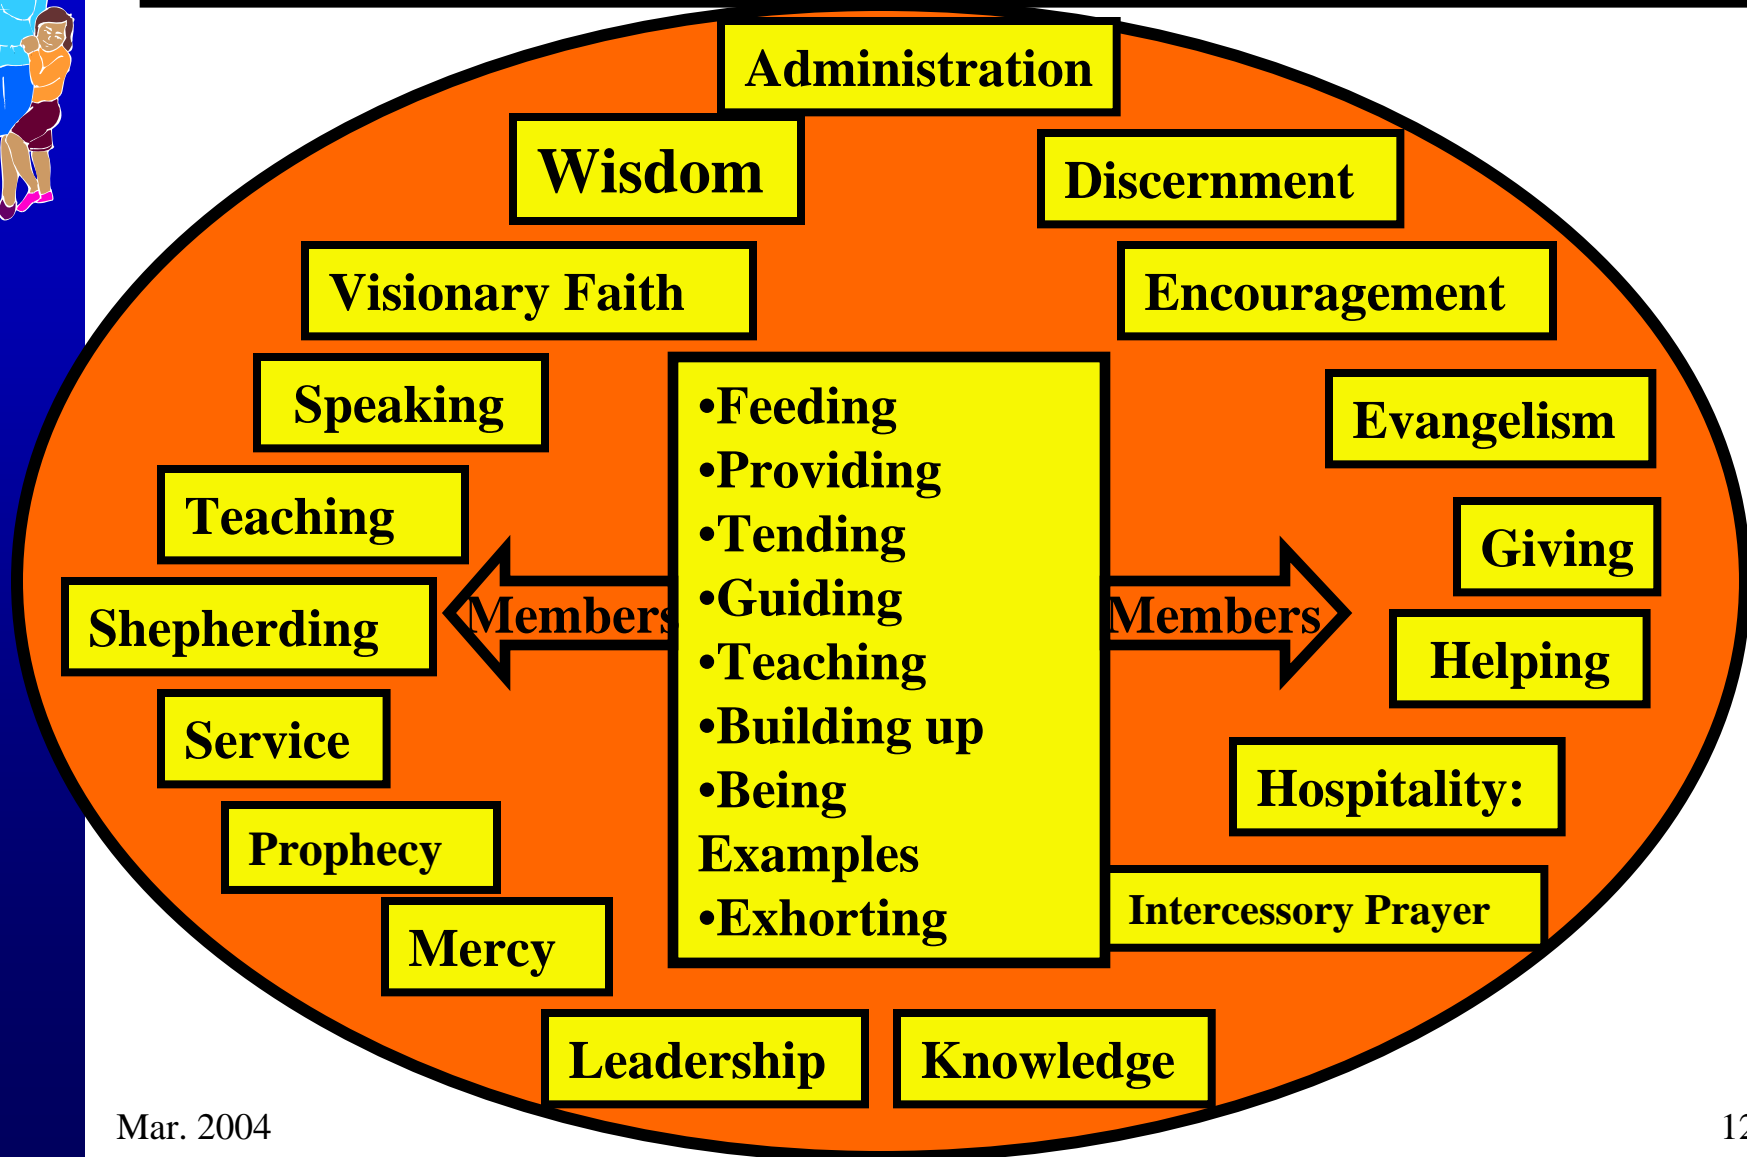 Administration
Wisdom
Discernment
Visionary Faith
Encouragement
Speaking
Evangelism
Teaching
Giving
Shepherding
Helping
Service
Hospitality:
Prophecy
Intercessory Prayer
Mercy
Leadership
Knowledge
Members
•Feeding
•Providing
•Tending
•Guiding
•Teaching
•Building up
•Being
Examples
•Exhorting
Members
Mar. 2004
12